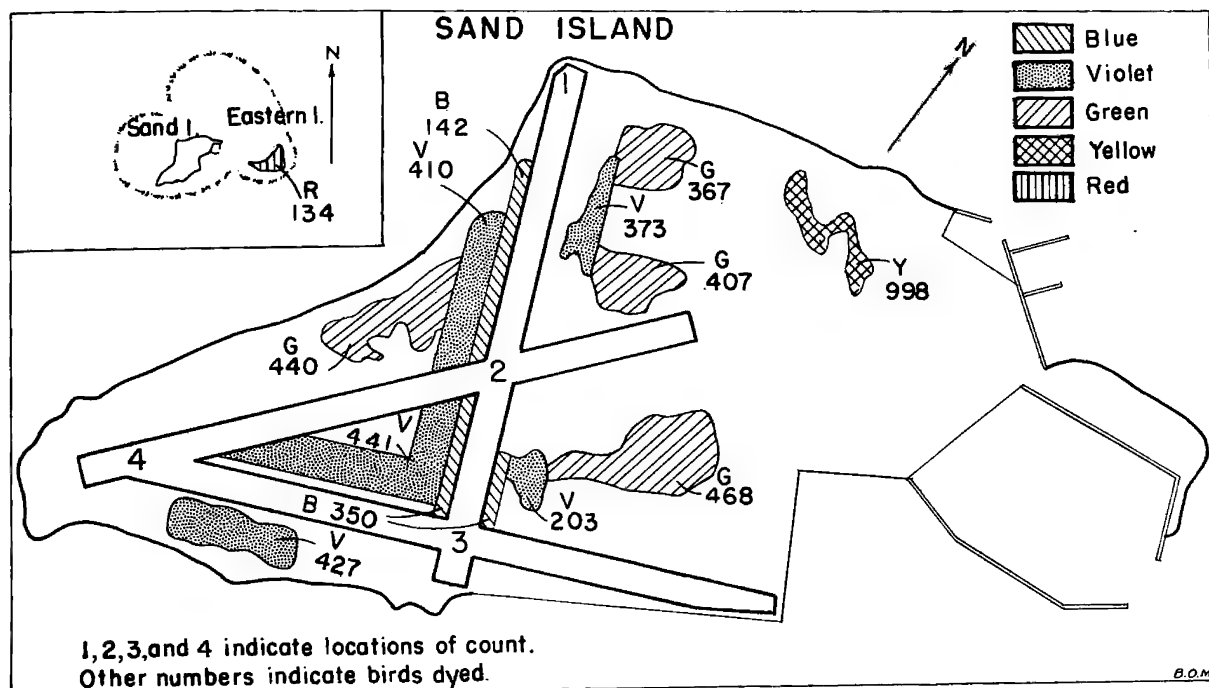 SAND ISLAND
N
Sand I.
Eastern I.
R
134
N
Blue
Violet
Green
Yellow
Red
B
142
V
410
1
G
367
V
373
G
407
Y
998
G
440
2
V
441
4
B 350
3
V
203
G
468
V
427
1,2,3,and 4 indicate locations of count.
Other numbers indicate birds dyed.
B.O.M